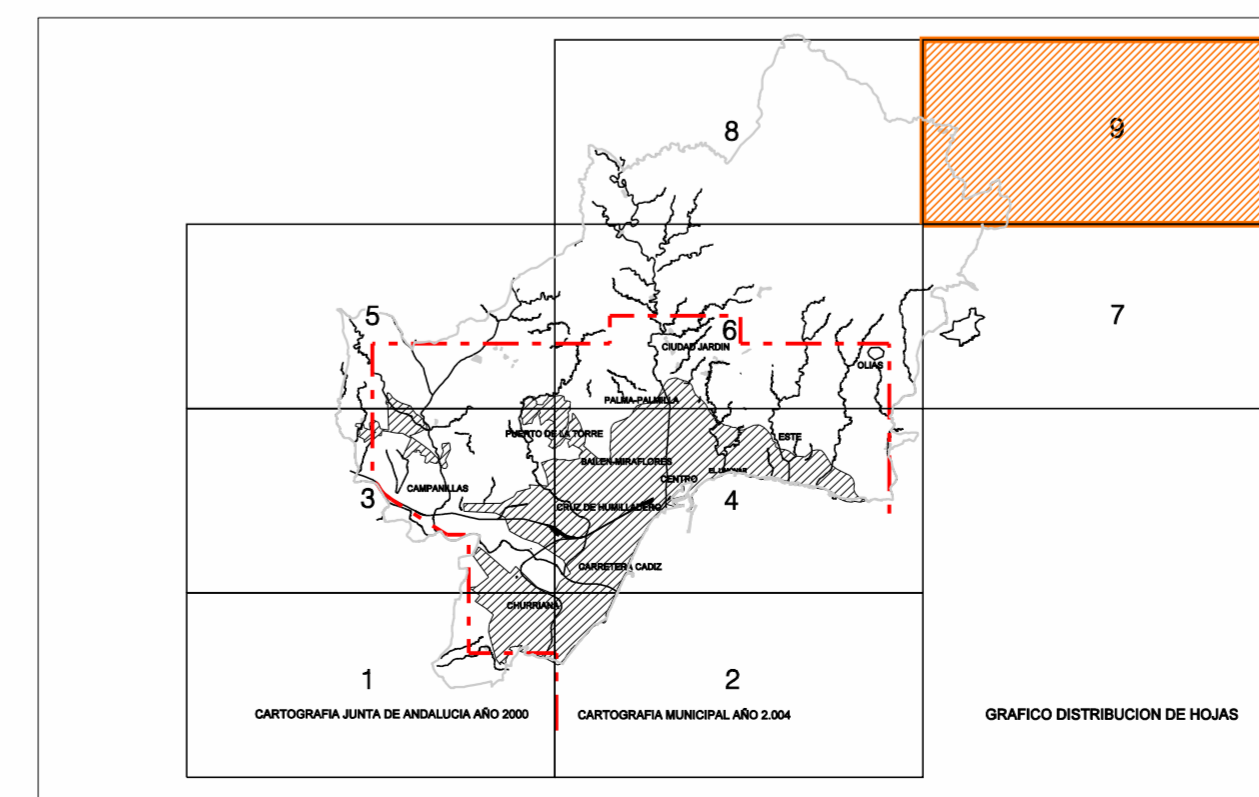 8
9
5
6
7
CIUDAD JARDIN
OLIAS
PALMA-PALMILLA
PUERTO DE LA TORRE
ESTE
BAILEN-MIRAFLORES
CENTRO
CAMPANILLAS
3
4
CRUZ DE HUMILLADERO
CARRETERA CADIZ
CHURRIANA
1
2
CARTOGRAFIA JUNTA DE ANDALUCIA AÑO 2000
CARTOGRAFIA MUNICIPAL AÑO 2.004
GRAFICO DISTRIBUCION DE HOJAS